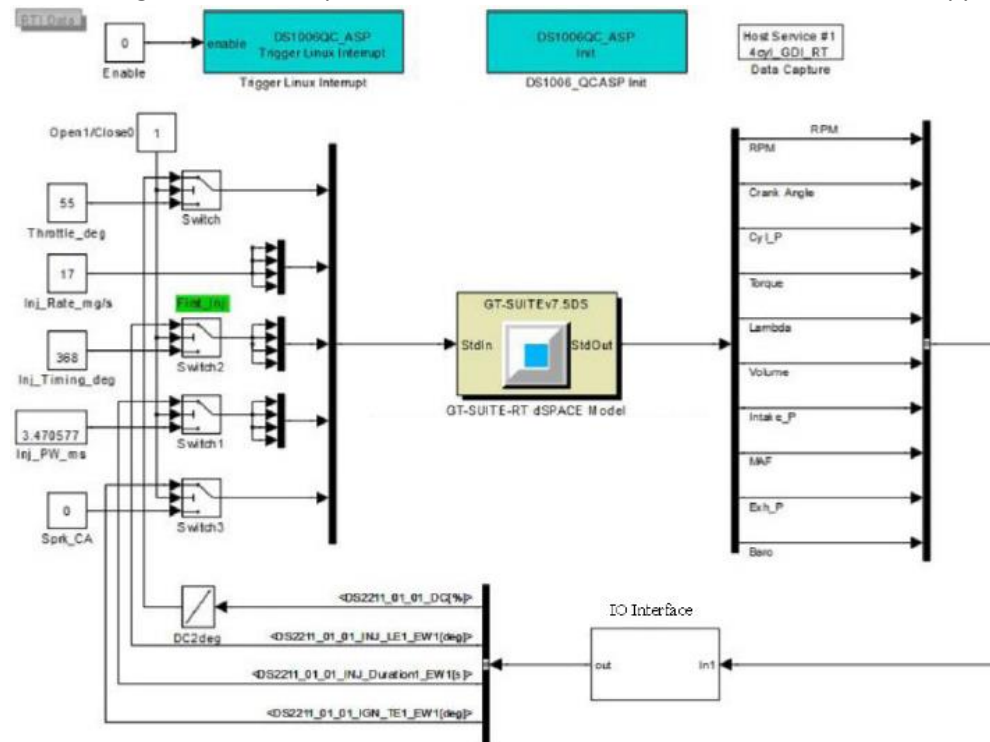 RTI Data
0
Enable
enable
DS1006QC_ASP
Trigger Linux Interrupt
Trigger Linux Interrupt
DS1006QC_ASP
Init
DS1006_QCASP Init
Host Service #1
4cyl_GDI_RT
Data Capture
Open1/Close0
1
55
Throttle_deg
Switch
17
Inj_Rate_mg/s
368
Inj_Timing_deg
Switch2
3.470577
Inj_PW_ms
Switch1
0
Sprk_CA
Switch3
GT-SUITEv7.5DS
StdIn
StdOut
GT-SUITE-RT dSPACE Model
RPM
RPM
Crank Angle
Cyl_P
Torque
Lambda
Volume
Intake_P
MAF
Exh_P
Baro
DC2deg
<DS2211_01_01_DC[%]>
<DS2211_01_01_INJ_LE1_EW1[deg]>
<DS2211_01_01_INJ_Duration1_EW1[s]>
<DS2211_01_01_IGN_TE1_EW1[deg]>
IO Interface
out
In1